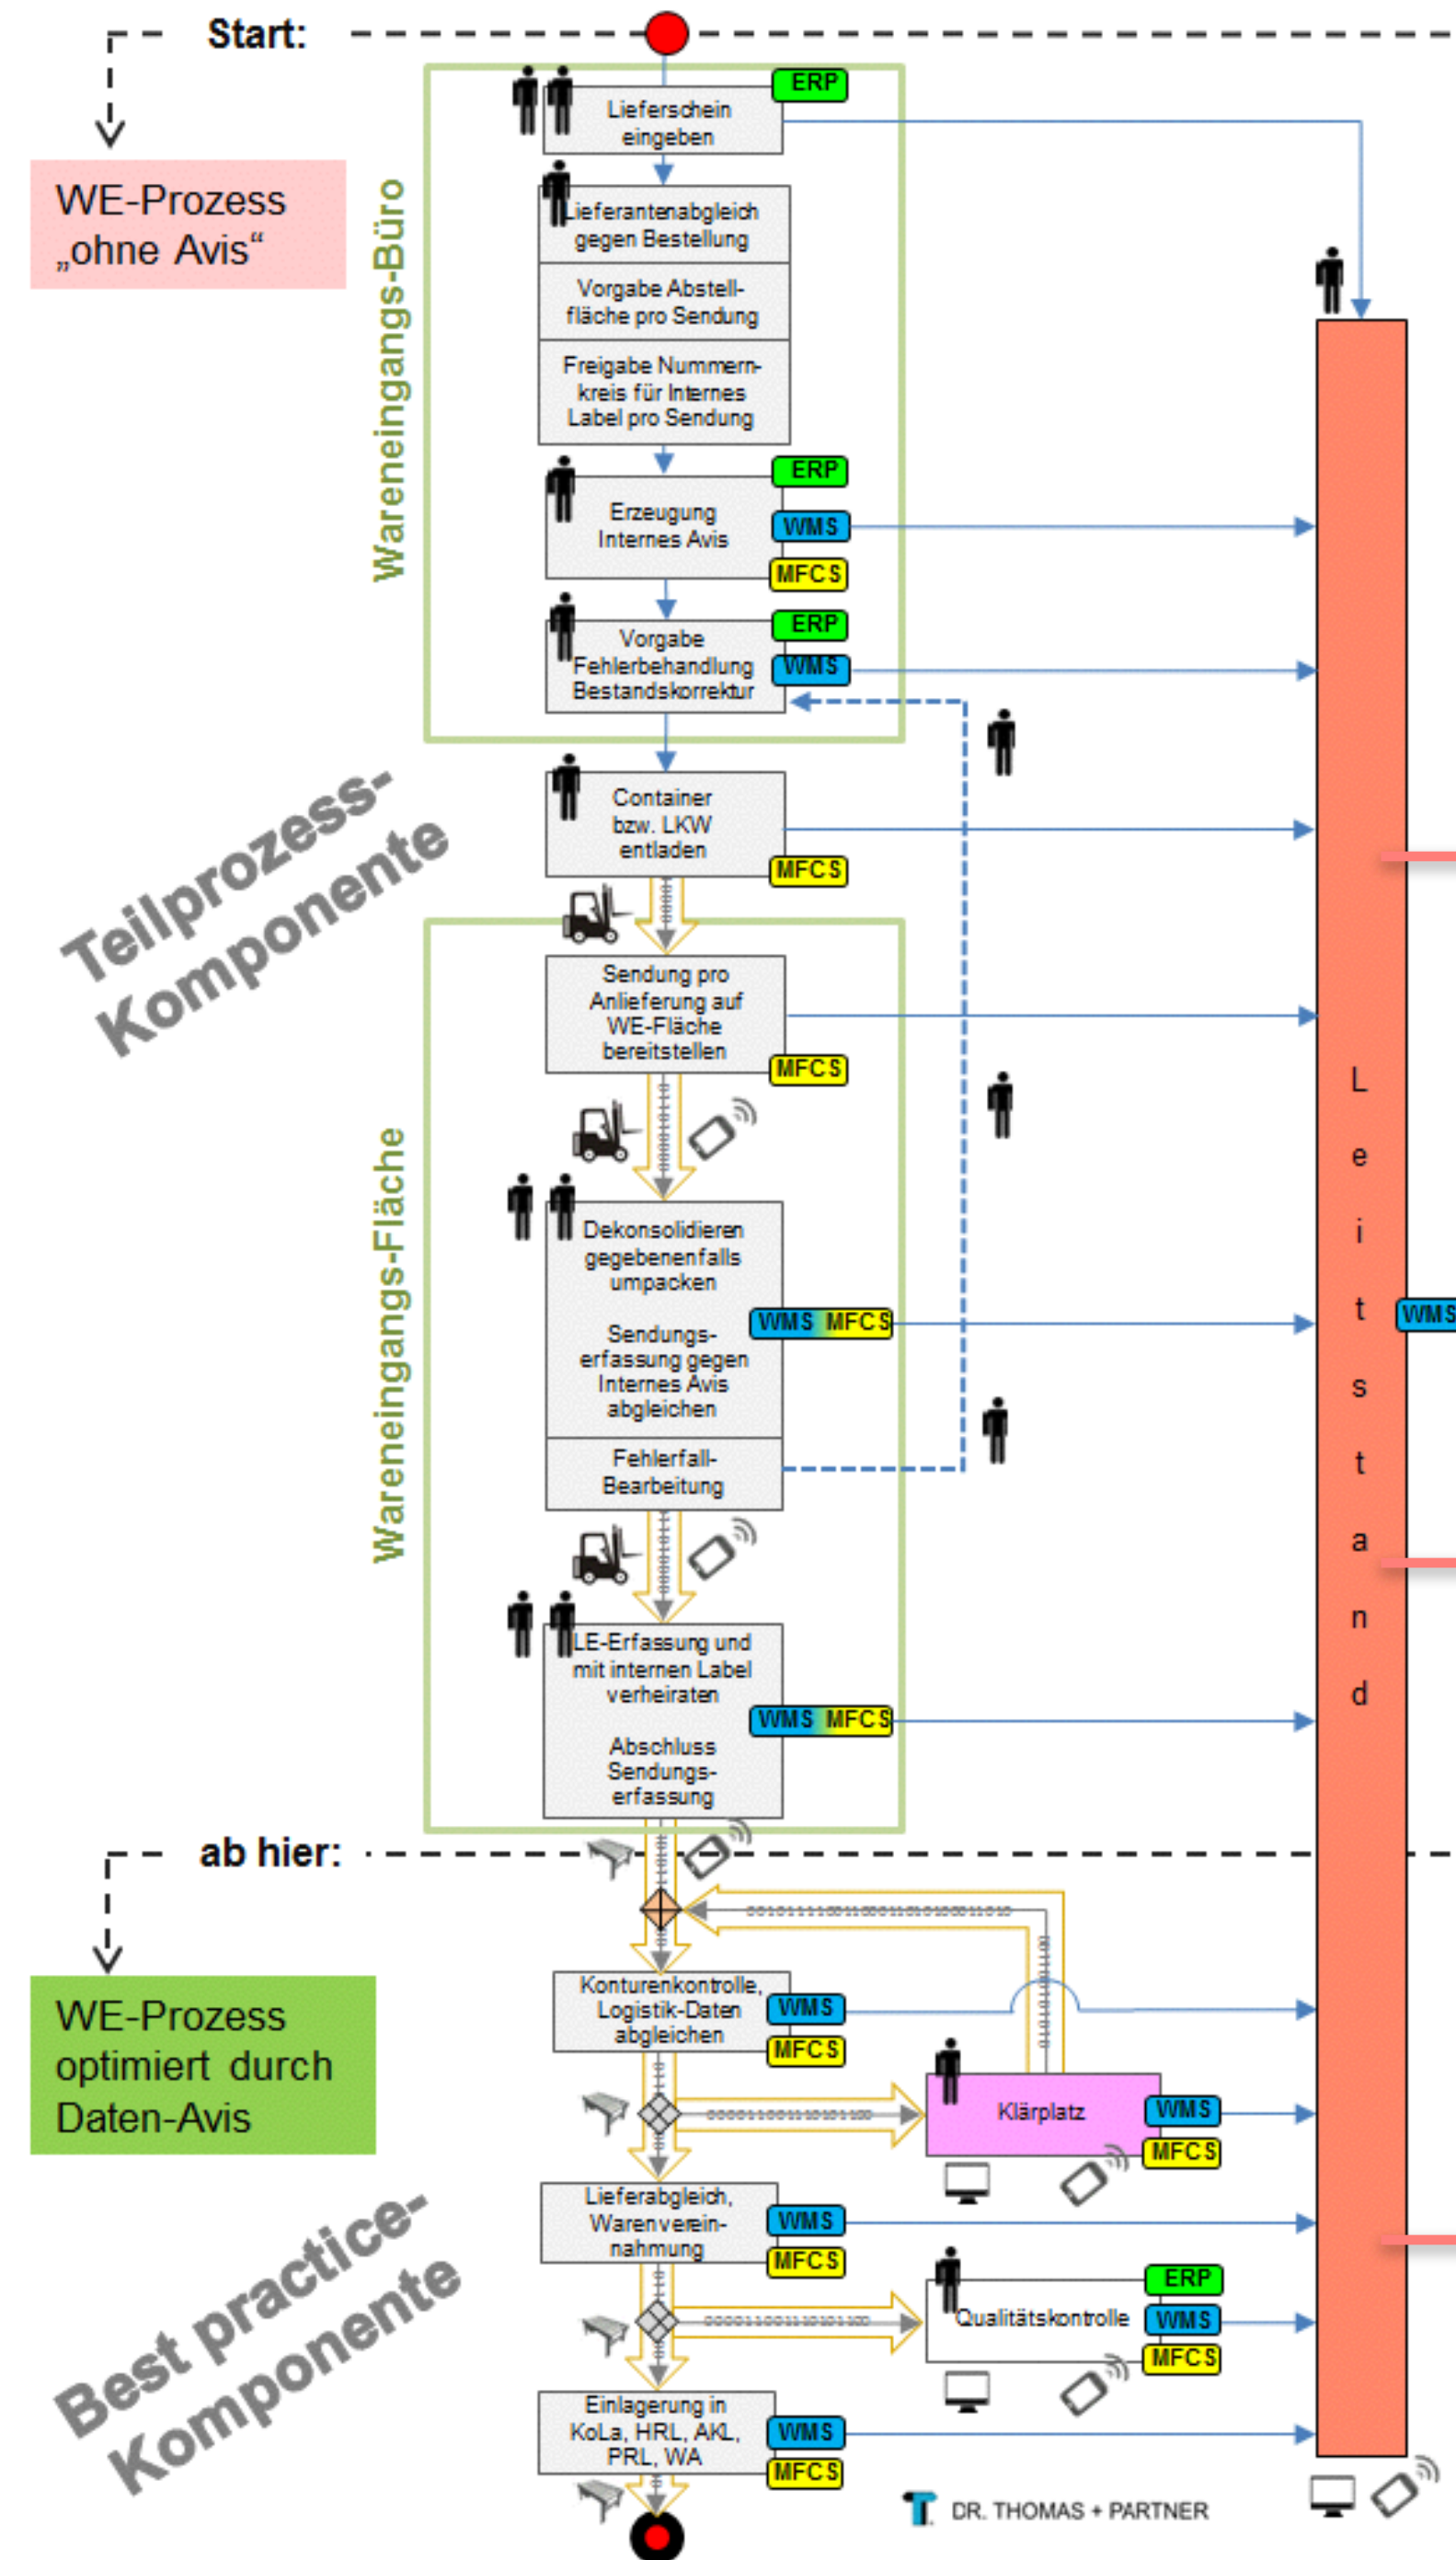 Start:
WE-Prozess
„ohne Avis“
Wareneingangs-Büro
ERP
Lieferschein
eingeben
Lieferantenabgleich
gegen Bestellung
Vorgabe Abstell-
fläche pro Sendung
Freigabe Nummern-
kreis für Internes
Label pro Sendung
ERP
Erzeugung
Internes Avis
WMS
MFCS
ERP
Vorgabe
Fehlerbehandlung
Bestandskorrektur
WMS
Teilprozess-
Komponente
Container
bzw. LKW
entladen
MFCS
Wareneingangs-Fläche
Sendung pro
Anlieferung auf
WE-Fläche
bereitstellen
MFCS
Dekonsolidieren
gegebenenfalls
umpacken
Sendungs-
erfassung gegen
Internes Avis
abgleichen
WMS MFCS
Fehlerfall-
Bearbeitung
LE-Erfassung und
mit internen Label
verheiraten
Abschluss
Sendungs-
erfassung
WMS MFCS
Leitstand
WMS
ab hier:
WE-Prozess
optimiert durch
Daten-Avis
Konturenkontrolle,
Logistik-Daten
abgleichen
WMS
MFCS
Klärplatz
WMS
MFCS
Best practice-
Komponente
Lieferabgleich,
Warenverein-
nahmung
WMS
MFCS
Qualitätskontrolle
ERP
WMS
MFCS
Einlagerung in
KoLa, HRL, AKL,
PRL, WA
WMS
MFCS
DR. THOMAS + PARTNER